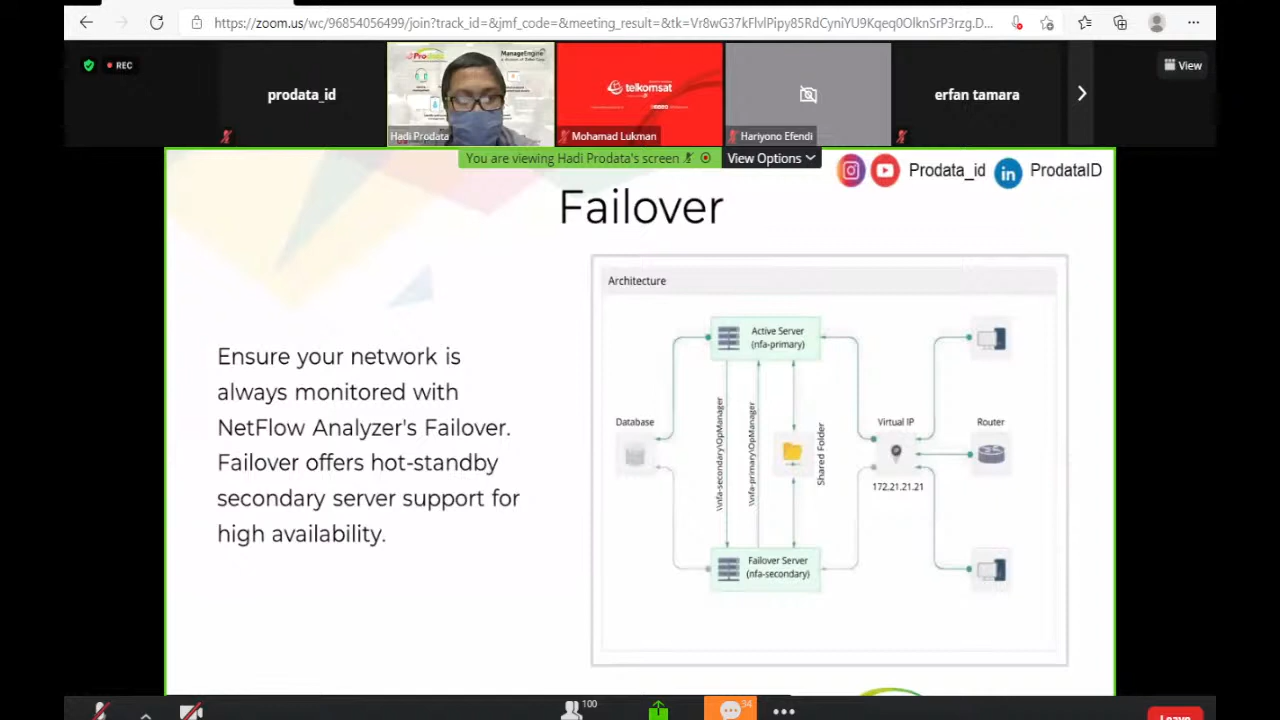 https://zoom.us/wc/96854056499/join?track_id=&jmf_code=&meeting_result=&tk=Vr8wG37kFlvlPipy85RdCyniYU9Kqeq0OlknSrP3rzg.D...
REC
prodata_id
ManageEngine
Hadi Prodata
telkomsat
Mohamad Lukman
Hariyono Efendi
erfan tamara
View
You are viewing Hadi Prodata's screen
View Options
Prodata_id
ProdataID
Failover
Ensure your network is
always monitored with
NetFlow Analyzer's Failover.
Failover offers hot-standby
secondary server support for
high availability.
Architecture
Active Server
(nfa-primary)
Database
\\nfa-secondary\OpManager
\\nfa-primary\OpManager
Shared Folder
Virtual IP
172.21.21.21
Router
Failover Server
(nfa-secondary)
100
34
Leave